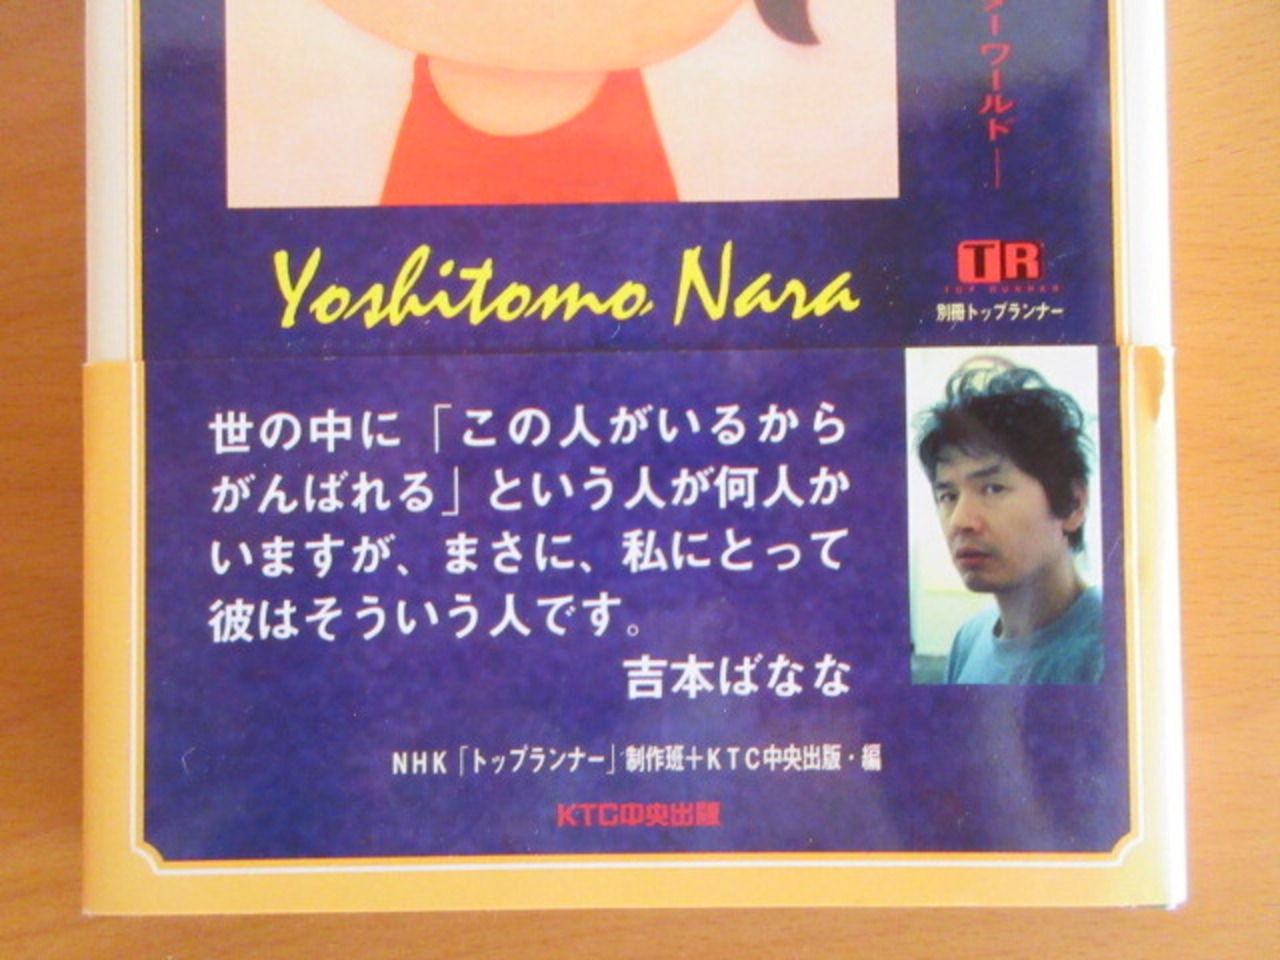 ターワールド—
Yoshitomo Nara
TR
TOP RUNNER
別冊トップランナー
世の中に「この人がいるから
がんばれる」という人が何人か
いますが、まさに、私にとって
彼はそういう人です。
吉本ばなな
NHK「トップランナー」制作班+KTC中央出版・編
KTC中央出版